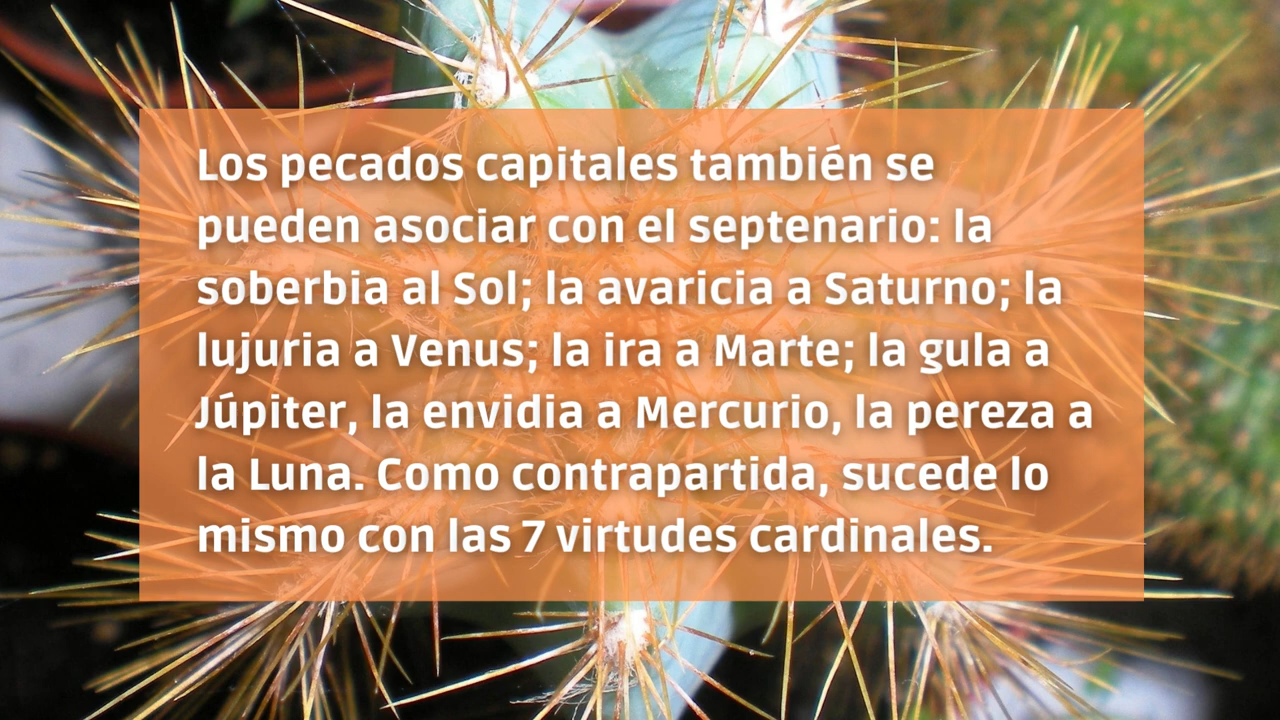 Los pecados capitales también se
pueden asociar con el septenario: la
soberbia al Sol; la avaricia a Saturno; la
lujuria a Venus; la ira a Marte; la gula a
Júpiter, la envidia a Mercurio, la pereza a
la Luna. Como contrapartida, sucede lo
mismo con las 7 virtudes cardinales.